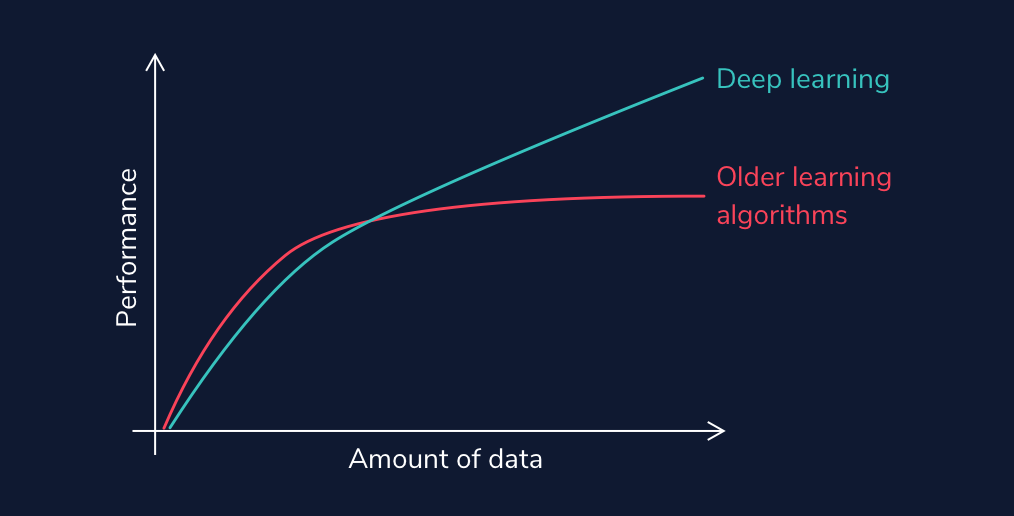 Deep learning
Older learning
algorithms
Performance
Amount of data